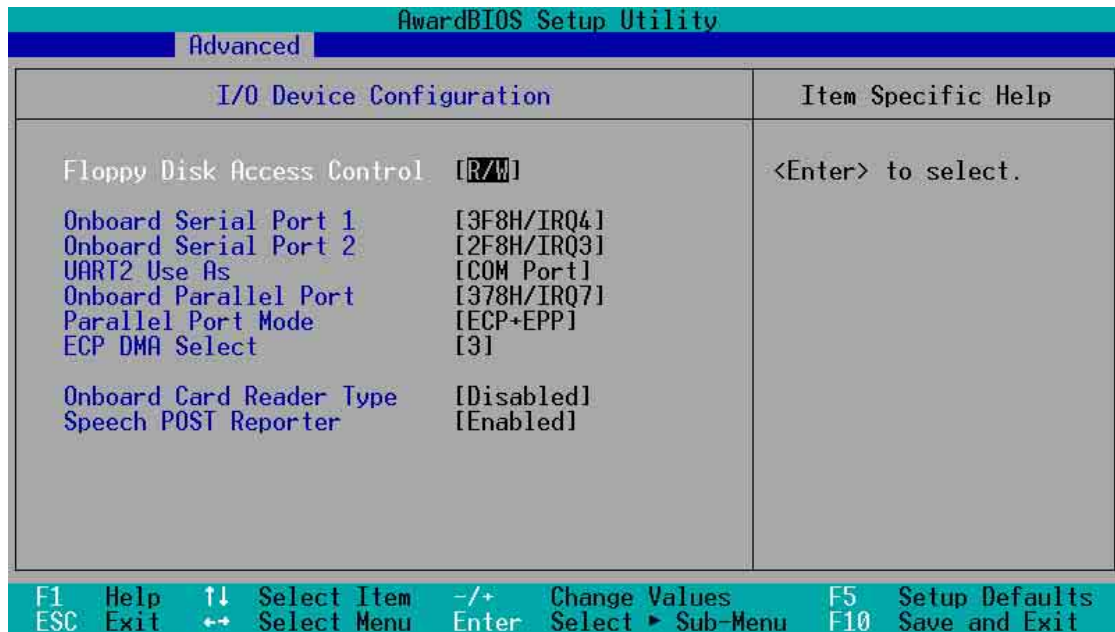 AwardBIOS Setup Utility
Advanced
I/O Device Configuration
Item Specific Help
Floppy Disk Access Control [R/W]
<Enter> to select.
Onboard Serial Port 1 [3F8H/IRQ4]
Onboard Serial Port 2 [2F8H/IRQ3]
UART2 Use As [COM Port]
Onboard Parallel Port [378H/IRQ7]
Parallel Port Mode [ECP+EPP]
ECP DMA Select [3]
Onboard Card Reader Type [Disabled]
Speech POST Reporter [Enabled]
F1 Help ↑↓ Select Item -/+ Change Values F5 Setup Defaults
ESC Exit ←→ Select Menu Enter Select ► Sub-Menu F10 Save and Exit